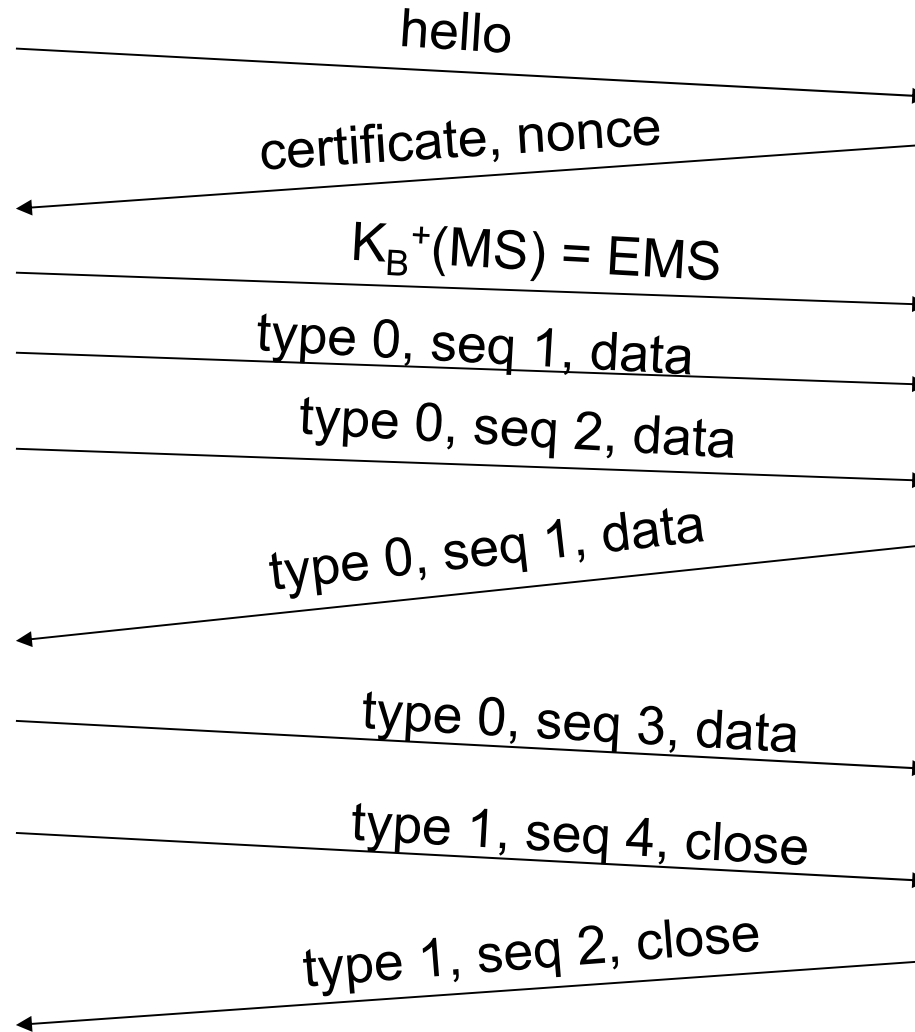 hello
certificate, nonce
K_B^+(MS) = EMS
type 0, seq 1, data
type 0, seq 2, data
type 0, seq 1, data
type 0, seq 3, data
type 1, seq 4, close
type 1, seq 2, close